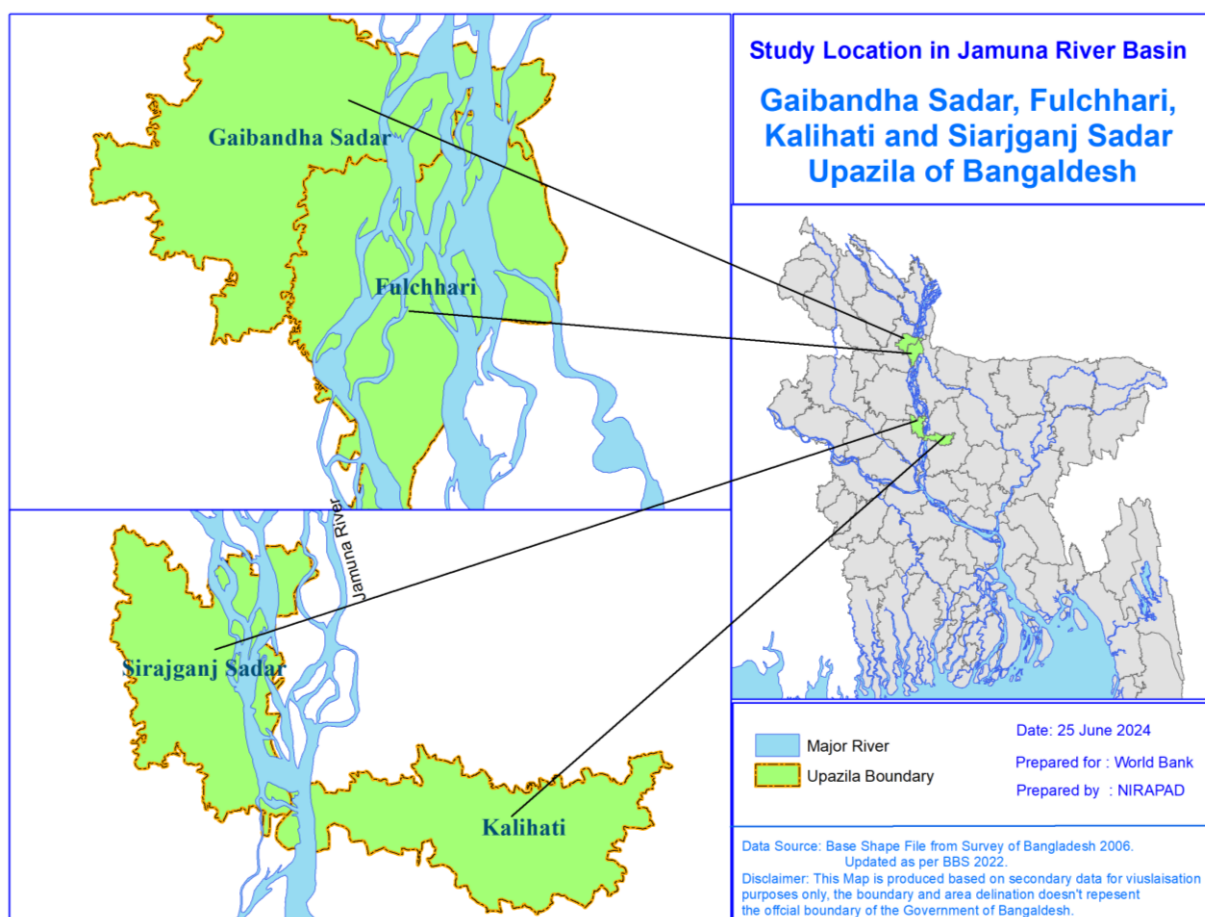 Study Location in Jamuna River Basin
Gaibandha Sadar, Fulchhari,
Kalihati and Siarjganj Sadar
Upazila of Bangaldesh
Gaibandha Sadar
Fulchhari
Jamuna River
Sirajganj Sadar
Kalihati
Major River
Upazila Boundary
Date: 25 June 2024
Prepared for : World Bank
Prepared by : NIRAPAD
Data Source: Base Shape File from Survey of Bangladesh 2006.
Updated as per BBS 2022.
Disclaimer: This Map is produced based on secondary data for viuslaisation
purposes only, the boundary and area delination doesn't repesent
the offcial boundary of the Government of Bangaldesh.